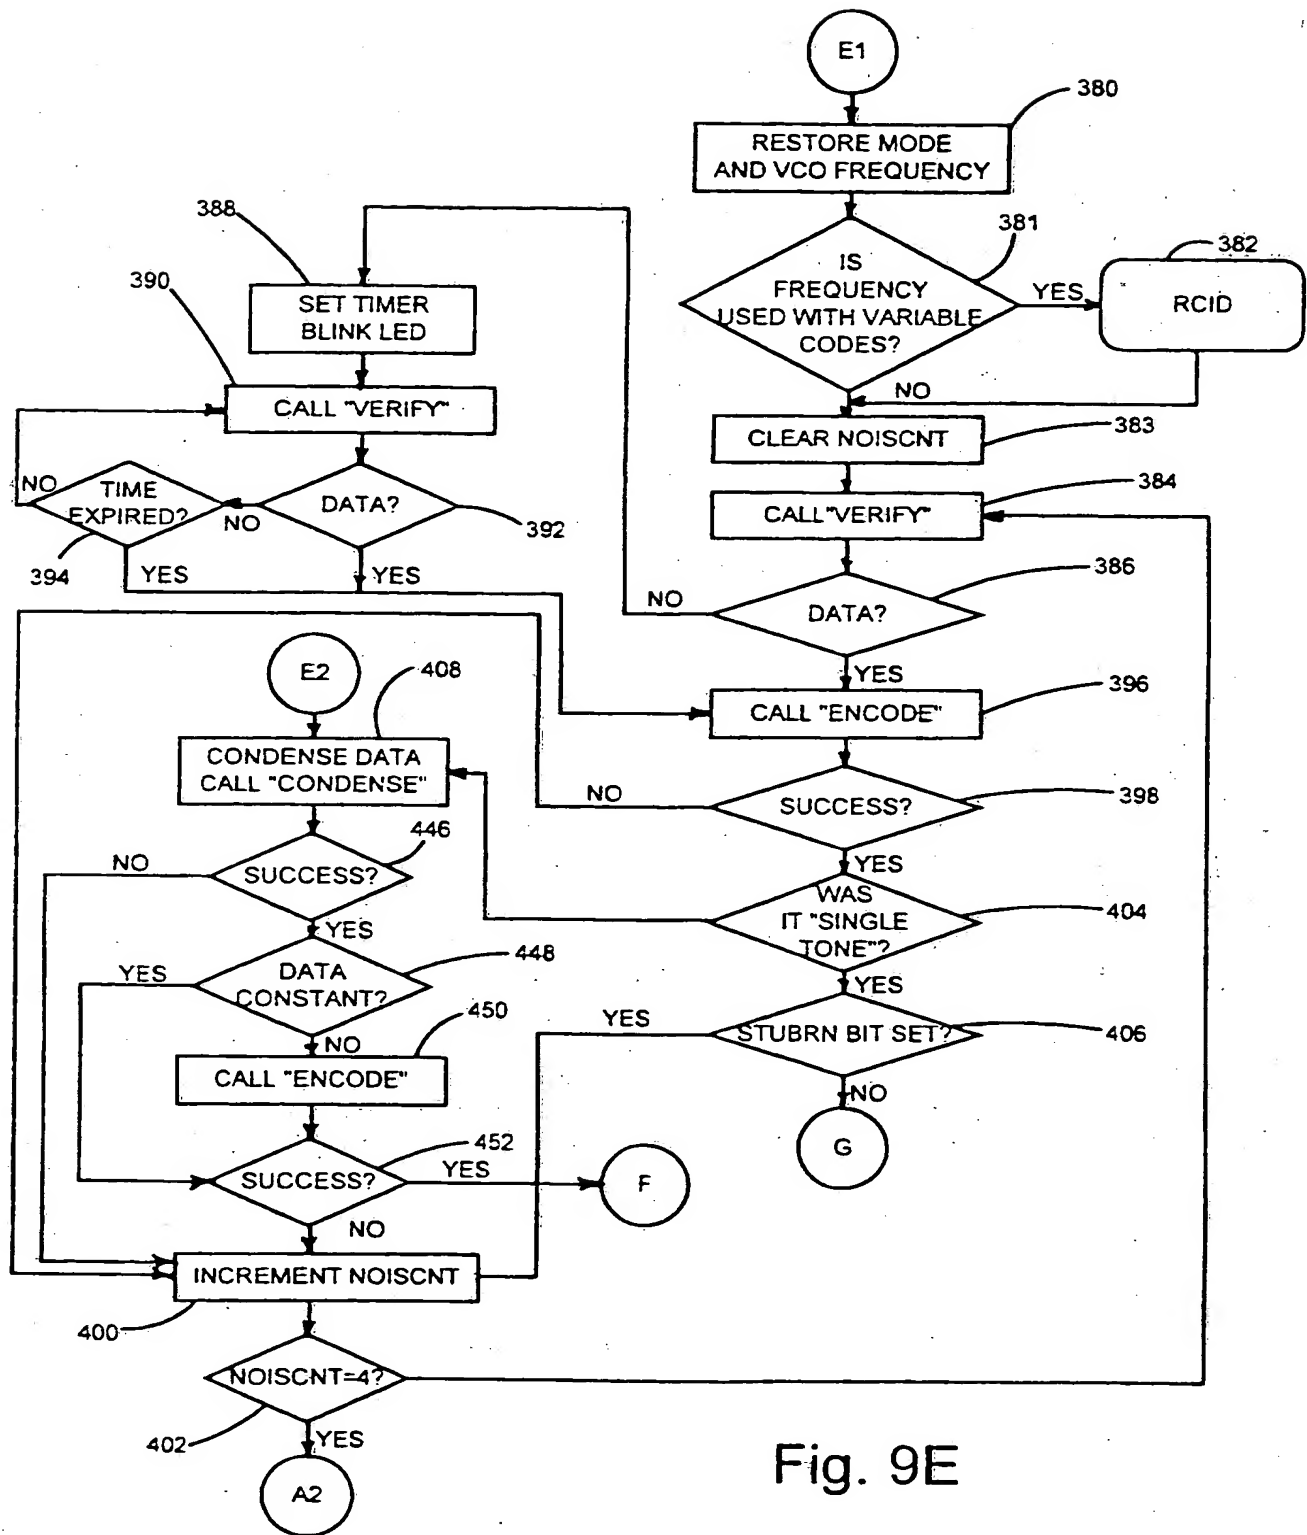 E1
380
RESTORE MODE
AND VCO FREQUENCY
381
IS
FREQUENCY
USED WITH VARIABLE
CODES?
YES
382
RCID
NO
CLEAR NOISCNT
383
384
CALL"VERIFY"
386
DATA?
NO
YES
388
SET TIMER
BLINK LED
390
CALL "VERIFY"
DATA?
392
NO
TIME
EXPIRED?
NO
394
YES
YES
396
CALL "ENCODE"
398
SUCCESS?
NO
YES
404
WAS
IT "SINGLE
TONE"?
YES
406
STUBRN BIT SET?
YES
NO
G
E2
408
CONDENSE DATA
CALL "CONDENSE"
446
SUCCESS?
NO
YES
448
DATA
CONSTANT?
YES
NO
450
CALL "ENCODE"
452
SUCCESS?
YES
F
NO
INCREMENT NOISCNT
400
NOISCNT=4?
402
YES
A2
Fig. 9E